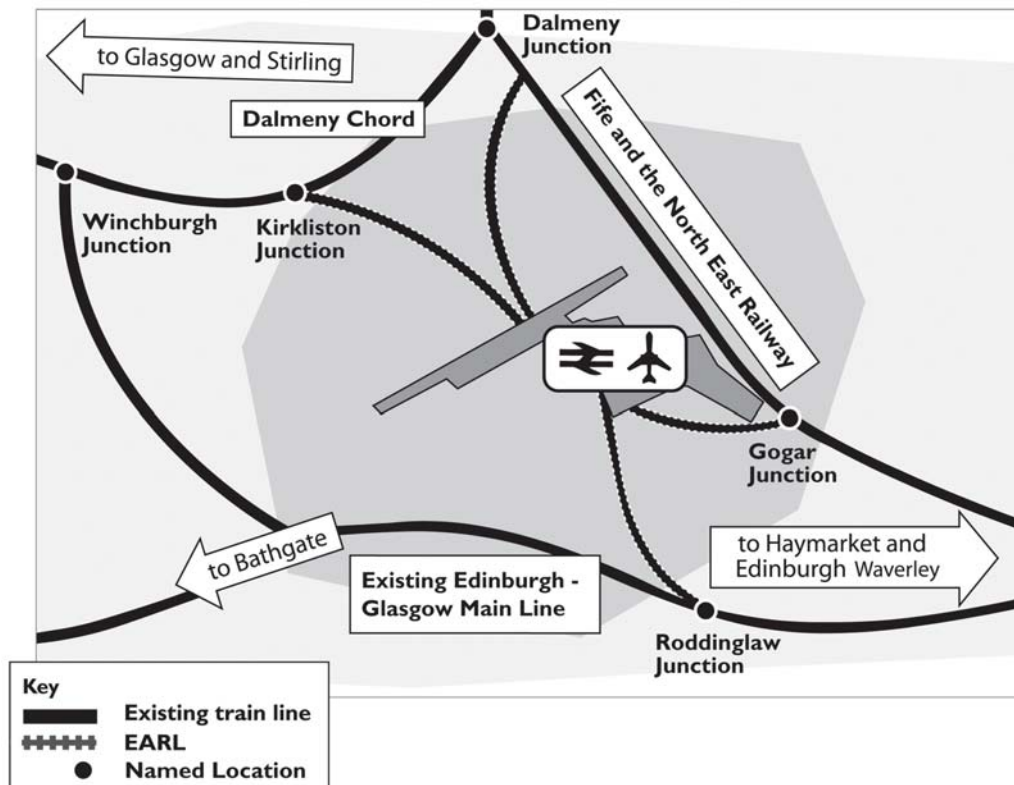 Dalmeny
Junction
to Glasgow and Stirling
Dalmeny Chord
Fife and the North East Railway
Winchburgh
Junction
Kirkliston
Junction
Gogar
Junction
to Bathgate
to Haymarket and
Edinburgh Waverley
Existing Edinburgh -
Glasgow Main Line
Roddinglaw
Junction
Key
Existing train line
EARL
Named Location